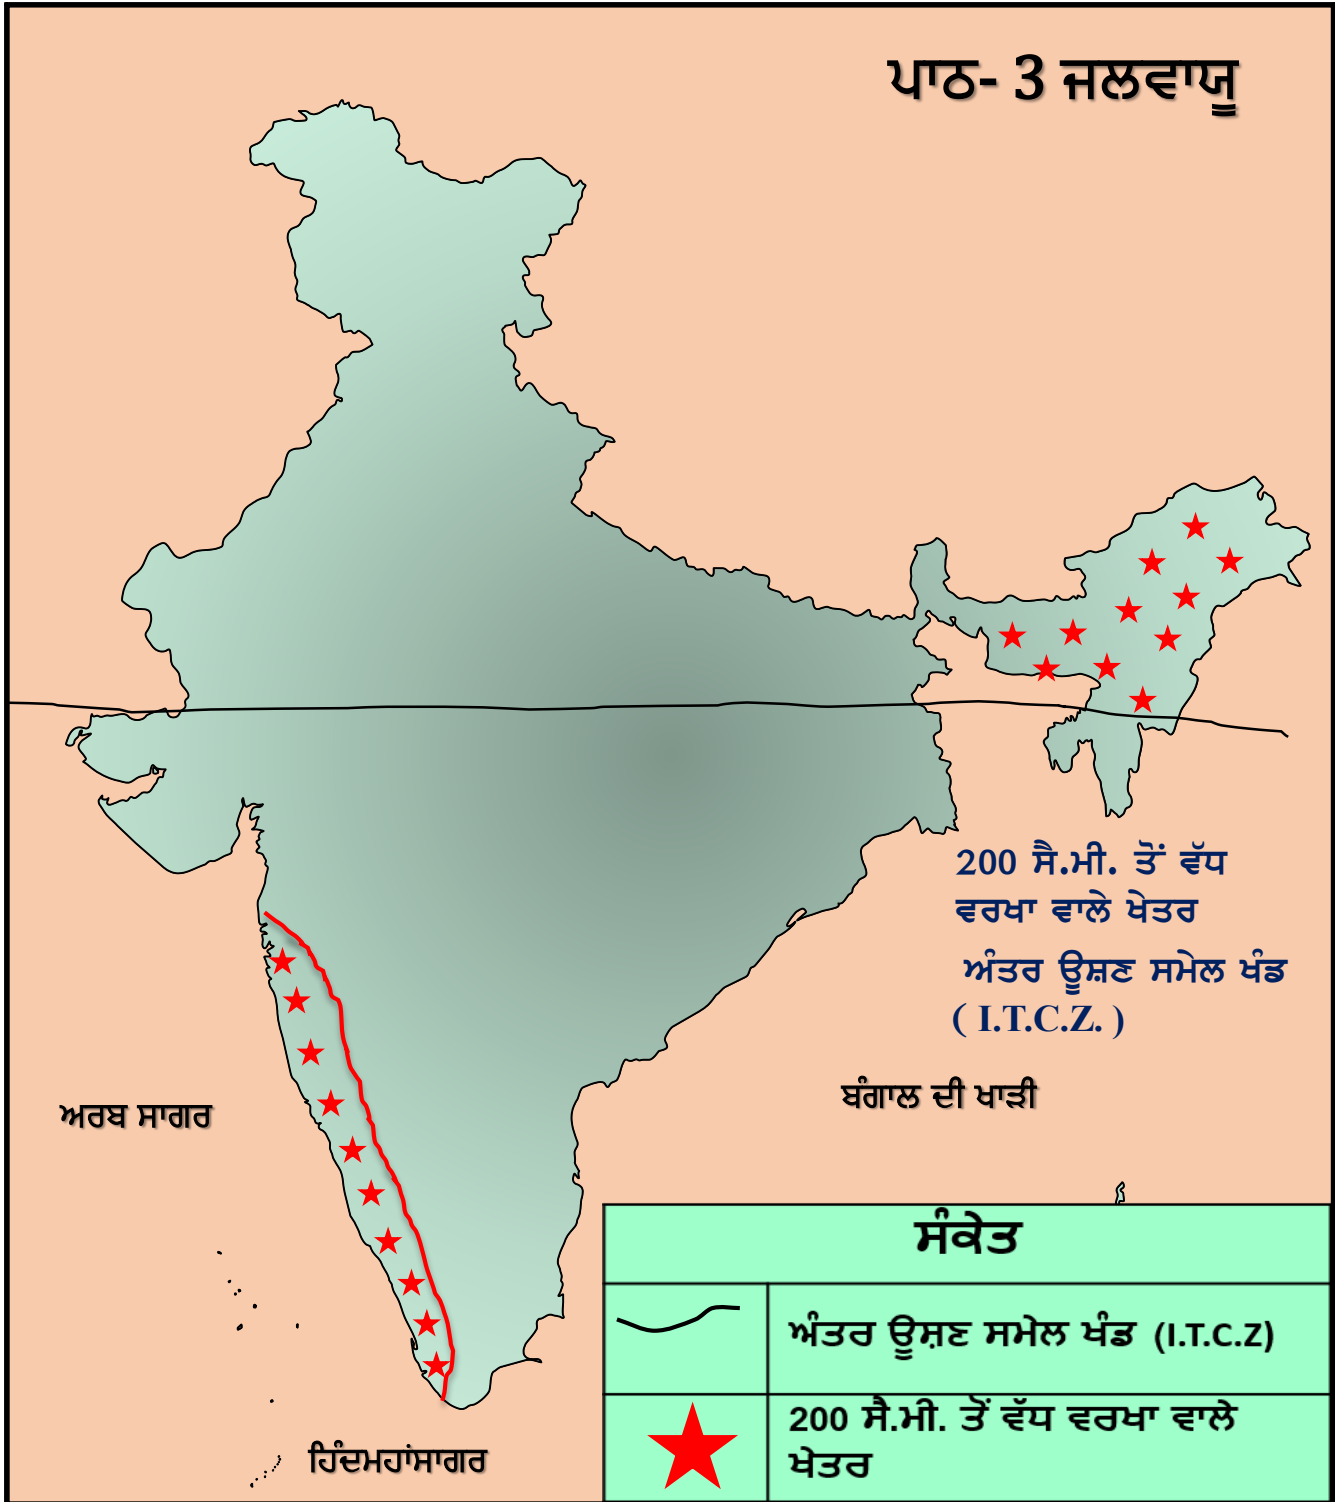 ਪਾਠ- 3 ਜਲਵਾਯੂ
200 ਸੈ.ਮੀ. ਤੋਂ ਵੱਧ
ਵਰਖਾ ਵਾਲੇ ਖੇਤਰ
ਅੰਤਰ ਊਸ਼ਣ ਸਮੇਲ ਖੰਡ
( I.T.C.Z. )
ਬੰਗਾਲ ਦੀ ਖਾੜੀ
ਅਰਬ ਸਾਗਰ
ਹਿੰਦਮਹਾਂਸਾਗਰ
ਸੰਕੇਤ
ਅੰਤਰ ਊਸ਼ਣ ਸਮੇਲ ਖੰਡ (I.T.C.Z)
200 ਸੈ.ਮੀ. ਤੋਂ ਵੱਧ ਵਰਖਾ ਵਾਲੇ
ਖੇਤਰ